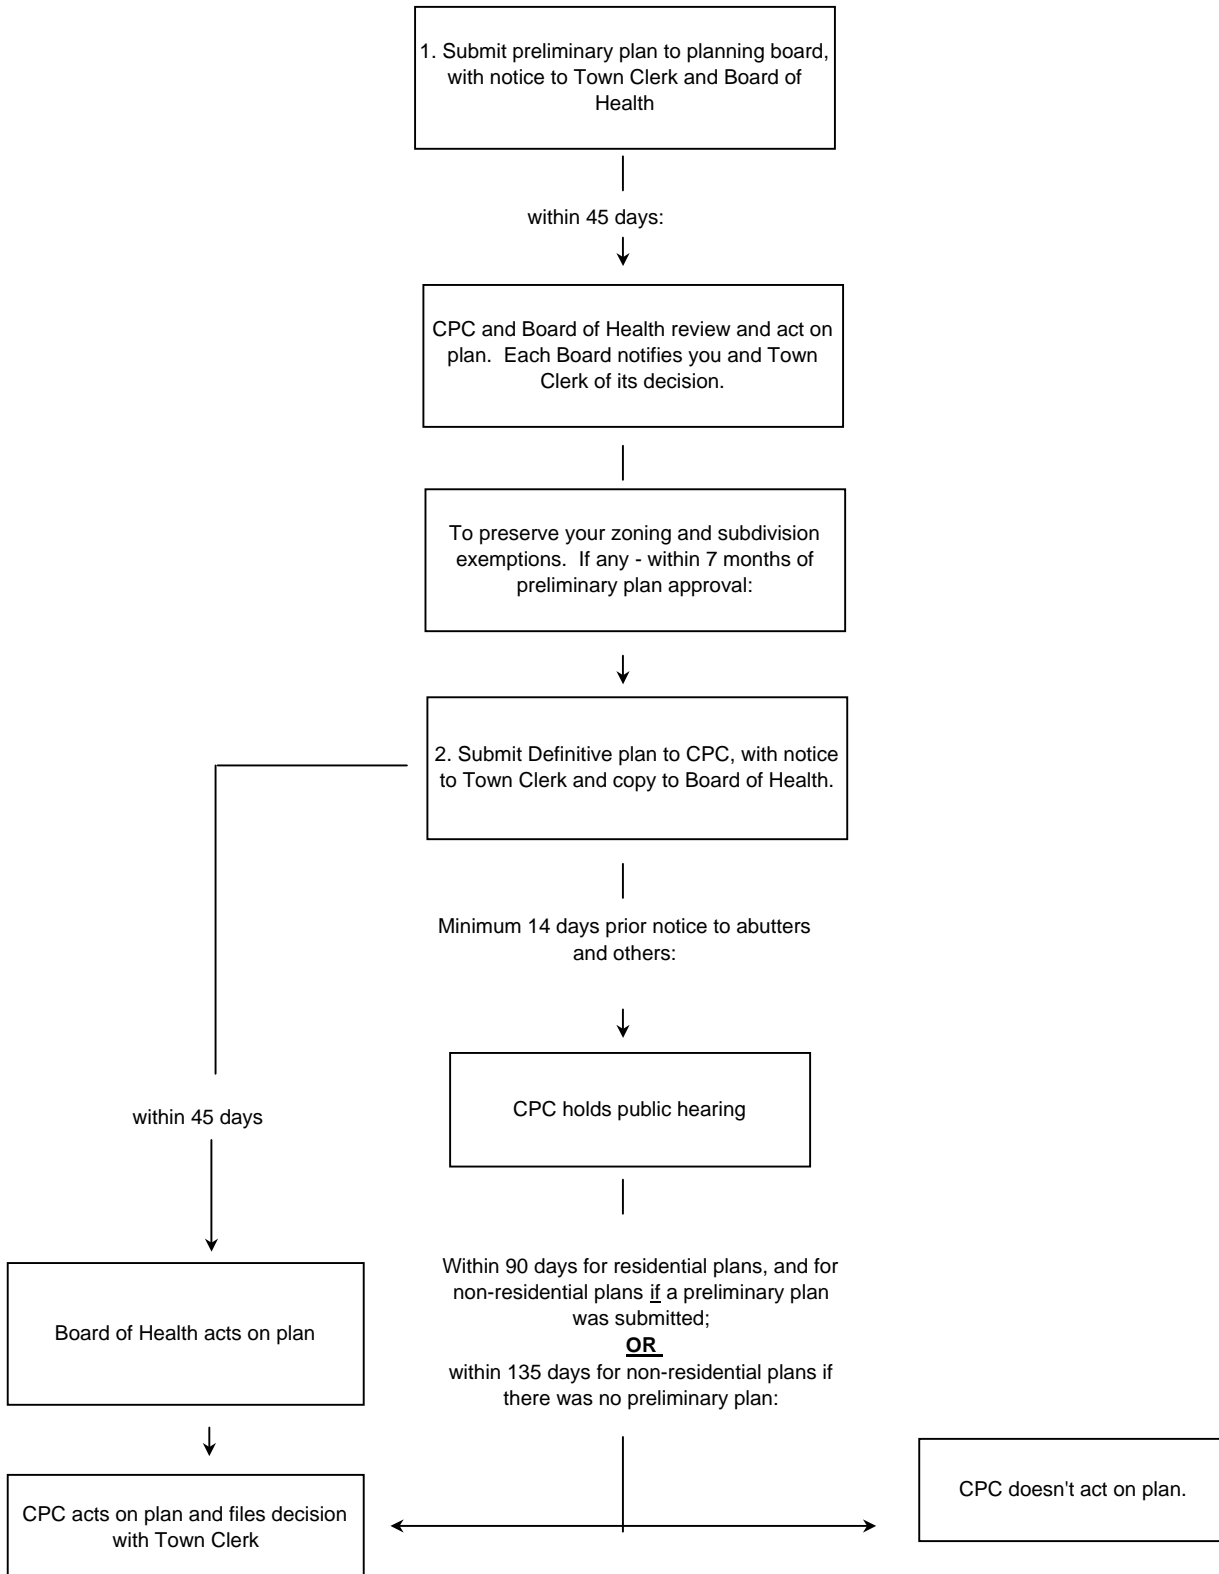 1. Submit preliminary plan to planning board,
with notice to Town Clerk and Board of
Health
within 45 days:
CPC and Board of Health review and act on
plan.  Each Board notifies you and Town
Clerk of its decision.
To preserve your zoning and subdivision
exemptions.  If any - within 7 months of
preliminary plan approval:
2. Submit Definitive plan to CPC, with notice
to Town Clerk and copy to Board of Health.
Minimum 14 days prior notice to abutters
and others:
CPC holds public hearing
within 45 days
Within 90 days for residential plans, and for
non-residential plans if a preliminary plan
was submitted;
OR
within 135 days for non-residential plans if
there was no preliminary plan:
Board of Health acts on plan
CPC acts on plan and files decision
with Town Clerk
CPC doesn't act on plan.